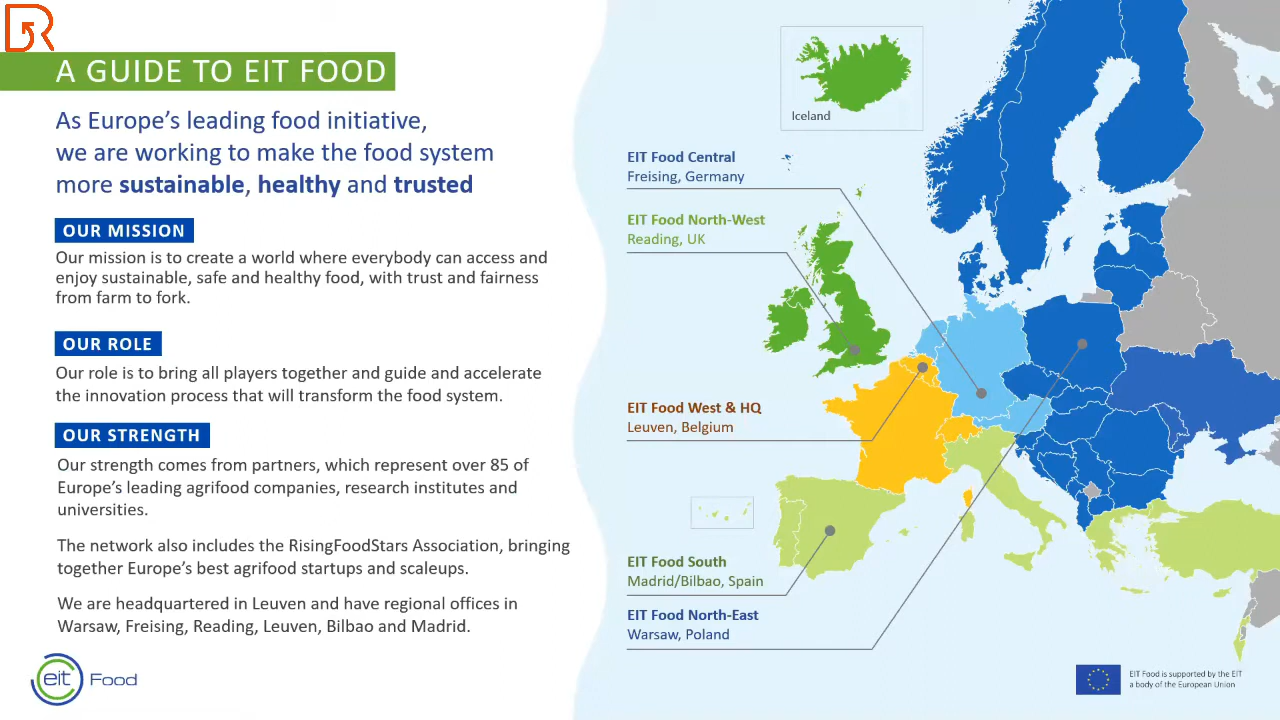 A GUIDE TO EIT FOOD
As Europe's leading food initiative,
we are working to make the food system
more sustainable, healthy and trusted
OUR MISSION
Our mission is to create a world where everybody can access and
enjoy sustainable, safe and healthy food, with trust and fairness
from farm to fork.
OUR ROLE
Our role is to bring all players together and guide and accelerate
the innovation process that will transform the food system.
OUR STRENGTH
Our strength comes from partners, which represent over 85 of
Europe's leading agrifood companies, research institutes and
universities.
The network also includes the RisingFoodStars Association, bringing
together Europe's best agrifood startups and scaleups.
We are headquartered in Leuven and have regional offices in
Warsaw, Freising, Reading, Leuven, Bilbao and Madrid.
eit Food
Iceland
EIT Food Central
Freising, Germany
EIT Food North-West
Reading, UK
EIT Food West & HQ
Leuven, Belgium
EIT Food South
Madrid/Bilbao, Spain
EIT Food North-East
Warsaw, Poland
EIT Food is supported by the EIT
a body of the European Union